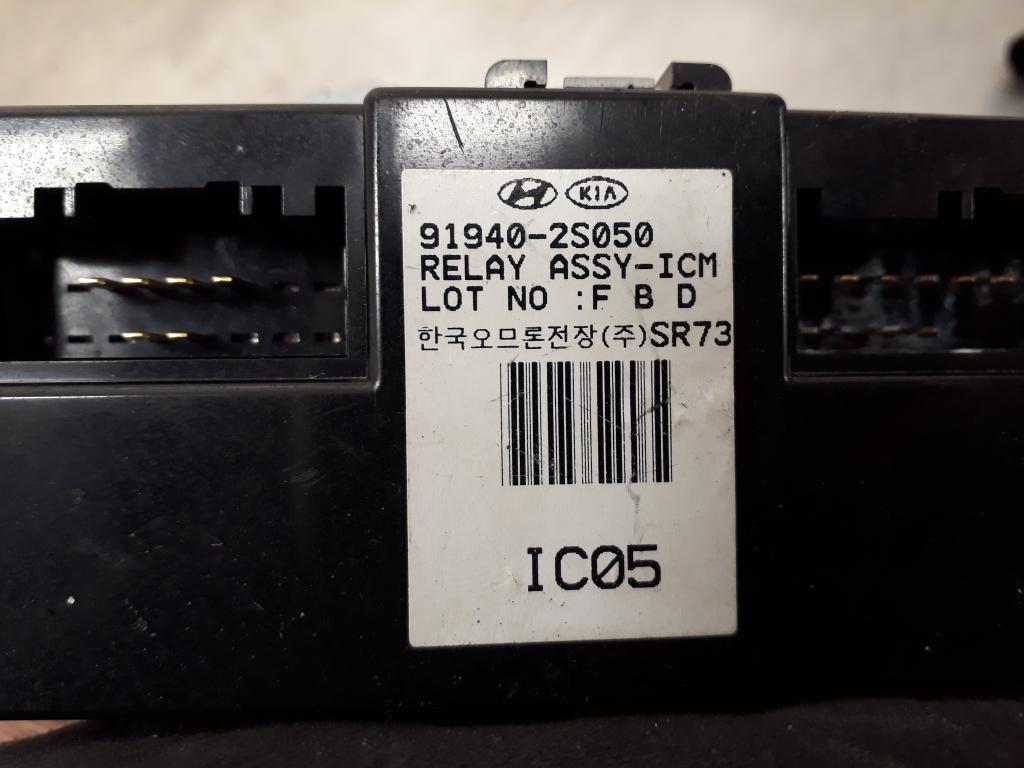 KIA
91940-2S050
RELAY ASSY-ICM
LOT NO :F B D
한국오므론전장(주)SR73
IC05